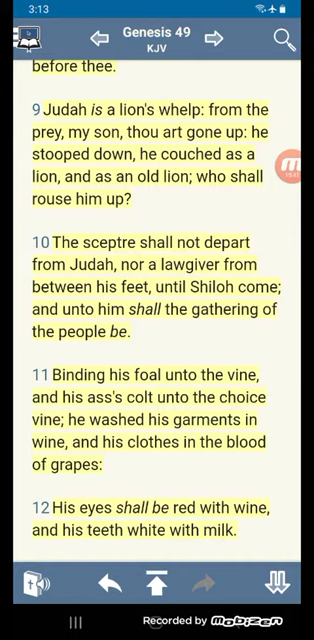 3:13
Genesis 49
KJV
before thee.
9 Judah is a lion's whelp: from the
prey, my son, thou art gone up: he
stooped down, he couched as a
lion, and as an old lion; who shall
rouse him up?
10 The sceptre shall not depart
from Judah, nor a lawgiver from
between his feet, until Shiloh come;
and unto him shall the gathering of
the people be.
11 Binding his foal unto the vine,
and his ass's colt unto the choice
vine; he washed his garments in
wine, and his clothes in the blood
of grapes:
12 His eyes shall be red with wine,
and his teeth white with milk.
Recorded by mobizen